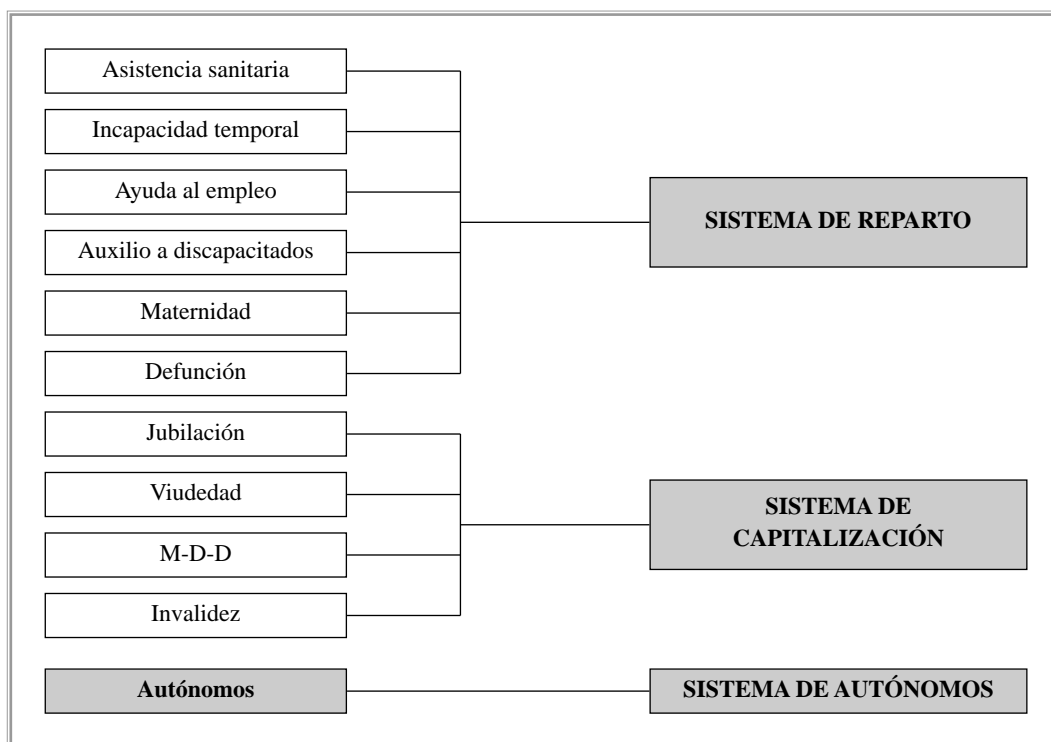 Asistencia sanitaria
Incapacidad temporal
Ayuda al empleo
Auxilio a discapacitados
Maternidad
Defunción
SISTEMA DE REPARTO
Jubilación
Viudedad
M-D-D
Invalidez
SISTEMA DE
CAPITALIZACIÓN
Autónomos
SISTEMA DE AUTÓNOMOS